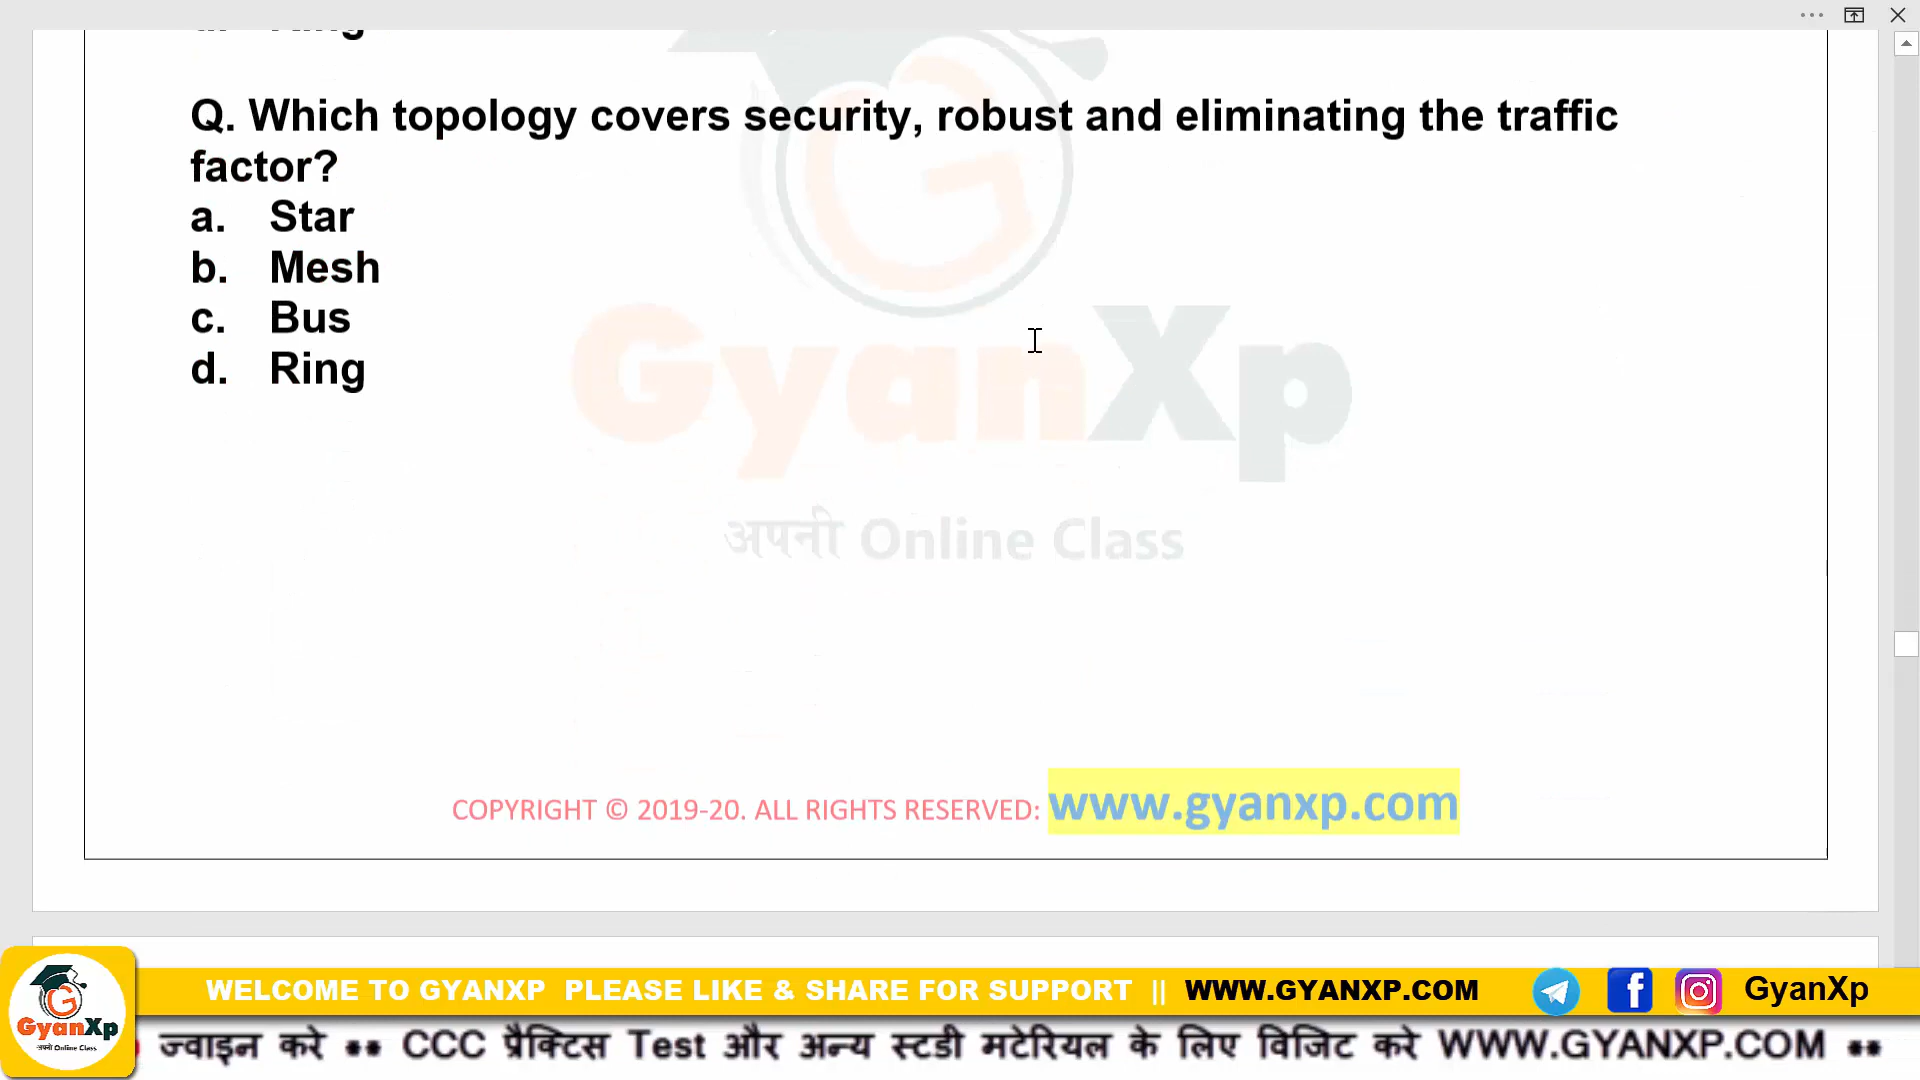 Q. Which topology covers security, robust and eliminating the traffic
factor?
a. Star
b. Mesh
c. Bus
d. Ring
GyanXp
अपनी Online Class
COPYRIGHT © 2019-20. ALL RIGHTS RESERVED: www.gyanxp.com
WELCOME TO GYANXP PLEASE LIKE & SHARE FOR SUPPORT || WWW.GYANXP.COM GyanXp
GyanXp
अपनी Online Class
ज्वाइन करे ** CCC प्रैक्टिस Test और अन्य स्टडी मटेरियल के लिए विजिट करे WWW.GYANXP.COM **